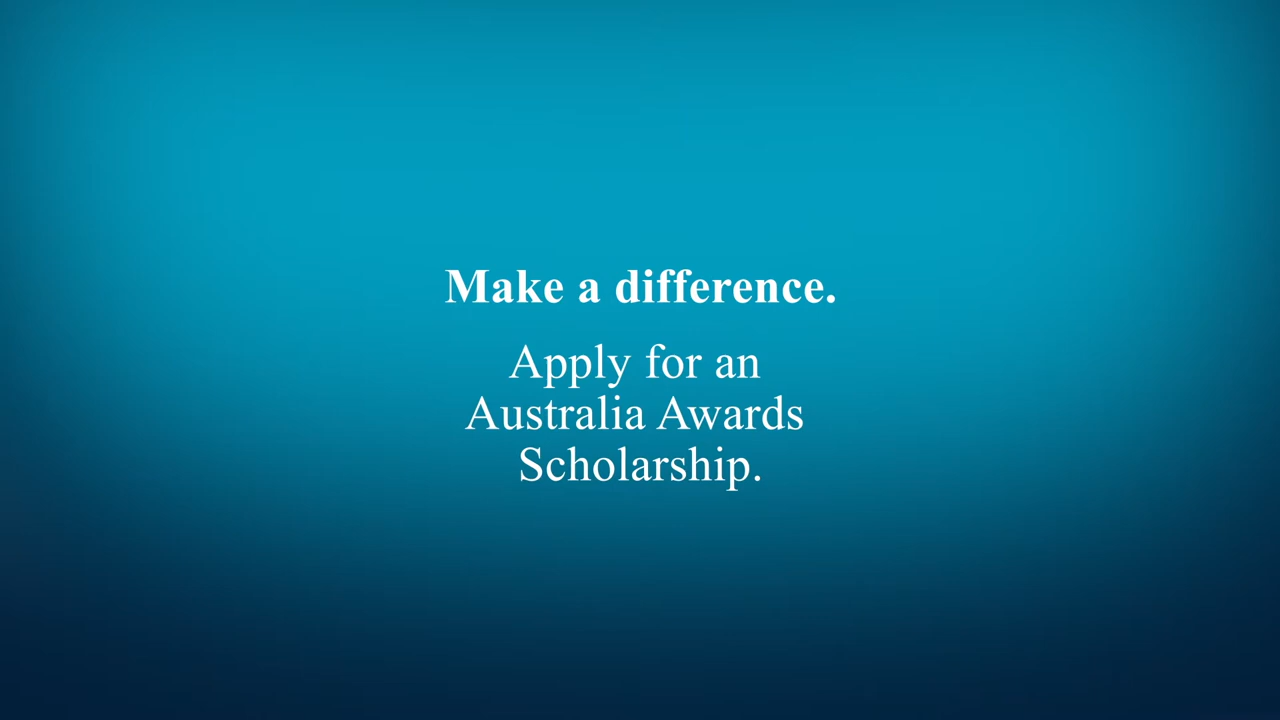 Make a difference.
Apply for an
Australia Awards
Scholarship.